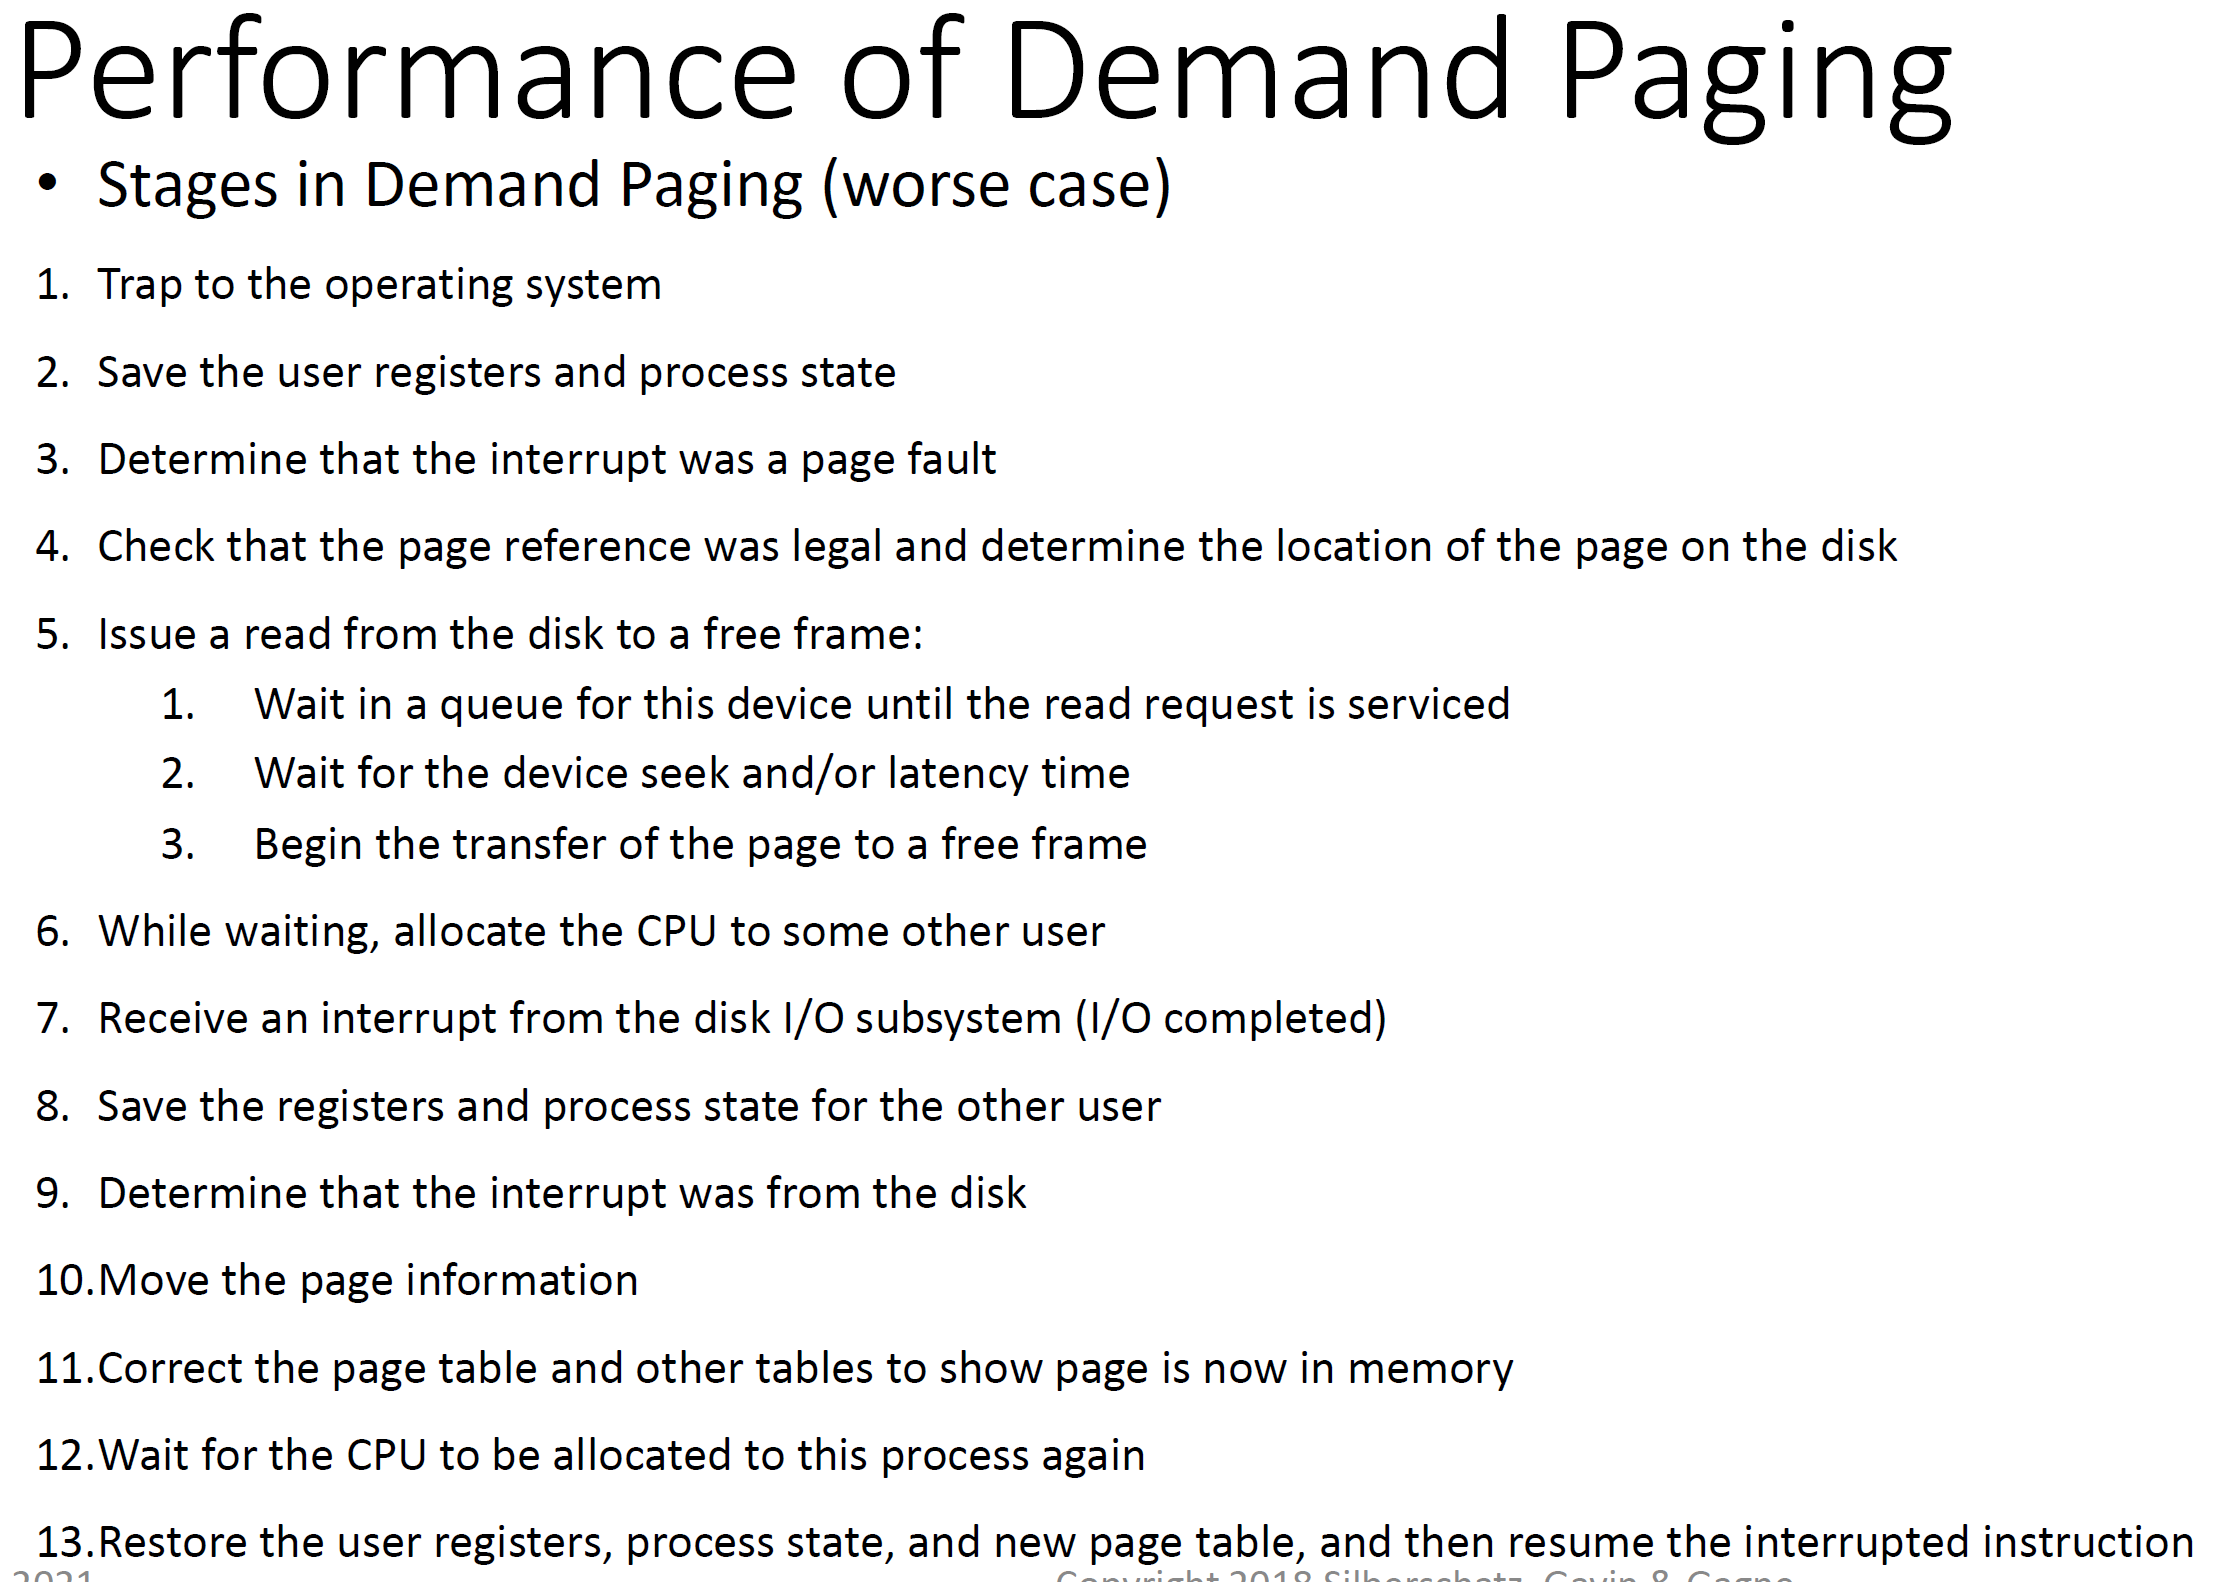 Performance of Demand Paging
• Stages in Demand Paging (worse case)
1. Trap to the operating system
2. Save the user registers and process state
3. Determine that the interrupt was a page fault
4. Check that the page reference was legal and determine the location of the page on the disk
5. Issue a read from the disk to a free frame:
1. Wait in a queue for this device until the read request is serviced
2. Wait for the device seek and/or latency time
3. Begin the transfer of the page to a free frame
6. While waiting, allocate the CPU to some other user
7. Receive an interrupt from the disk I/O subsystem (I/O completed)
8. Save the registers and process state for the other user
9. Determine that the interrupt was from the disk
10.Move the page information
11.Correct the page table and other tables to show page is now in memory
12.Wait for the CPU to be allocated to this process again
13.Restore the user registers, process state, and new page table, and then resume the interrupted instruction
2021 Copyright 2018 Silberschatz, Gavin & Gagne